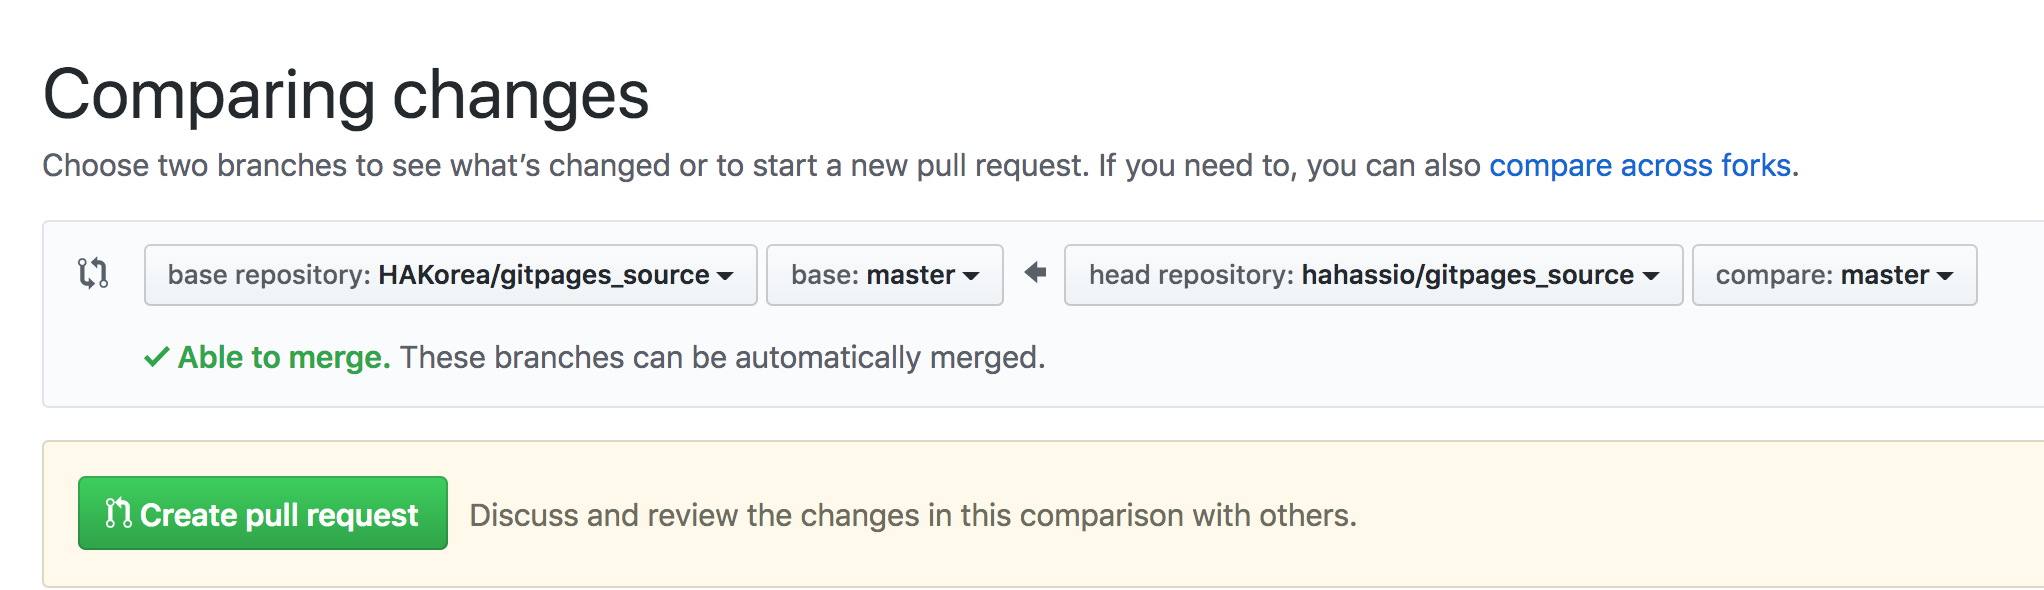 Comparing changes
Choose two branches to see what’s changed or to start a new pull request. If you need to, you can also compare across forks.
base repository: HAKorea/gitpages_source base: master head repository: hahassio/gitpages_source compare: master
Able to merge. These branches can be automatically merged.
Create pull request Discuss and review the changes in this comparison with others.